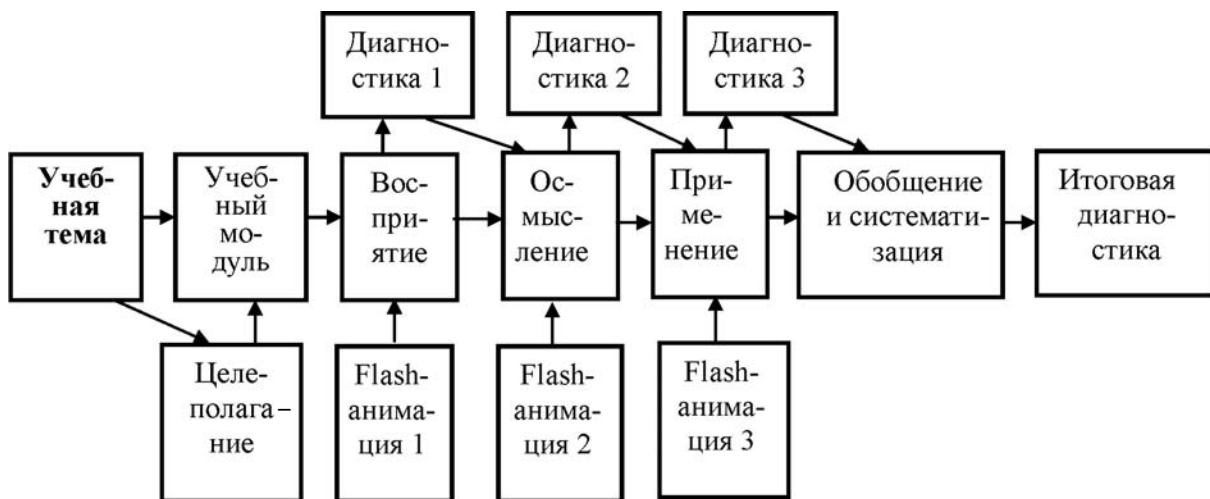 Диагно-
стика 1
Диагно-
стика 2
Диагно-
стика 3
Учеб-
ная
тема
Учеб-
ный
мо-
дуль
Вос-
при-
ятие
Ос-
мыс-
ление
При-
ме-
нение
Обобщение
и системати-
зация
Итоговая
диагно-
стика
Целе-
полага–
ние
Flash-
анима-
ция 1
Flash-
анима-
ция 2
Flash-
анима-
ция 3